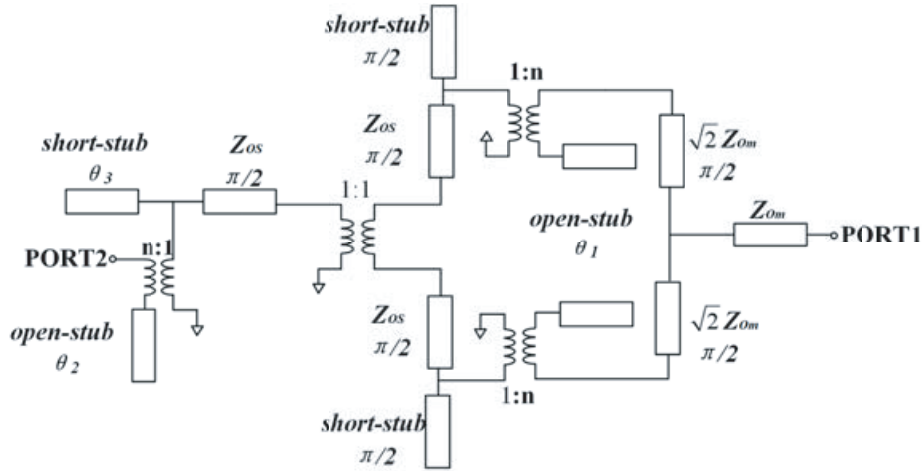 short-stub
π/2
1:n
short-stub
θ3
Zos
π/2
Zos
π/2
1:1
√2 Zom
π/2
Zom
PORT1
open-stub
θ1
n:1
PORT2
open-stub
θ2
Zos
π/2
√2 Zom
π/2
1:n
short-stub
π/2